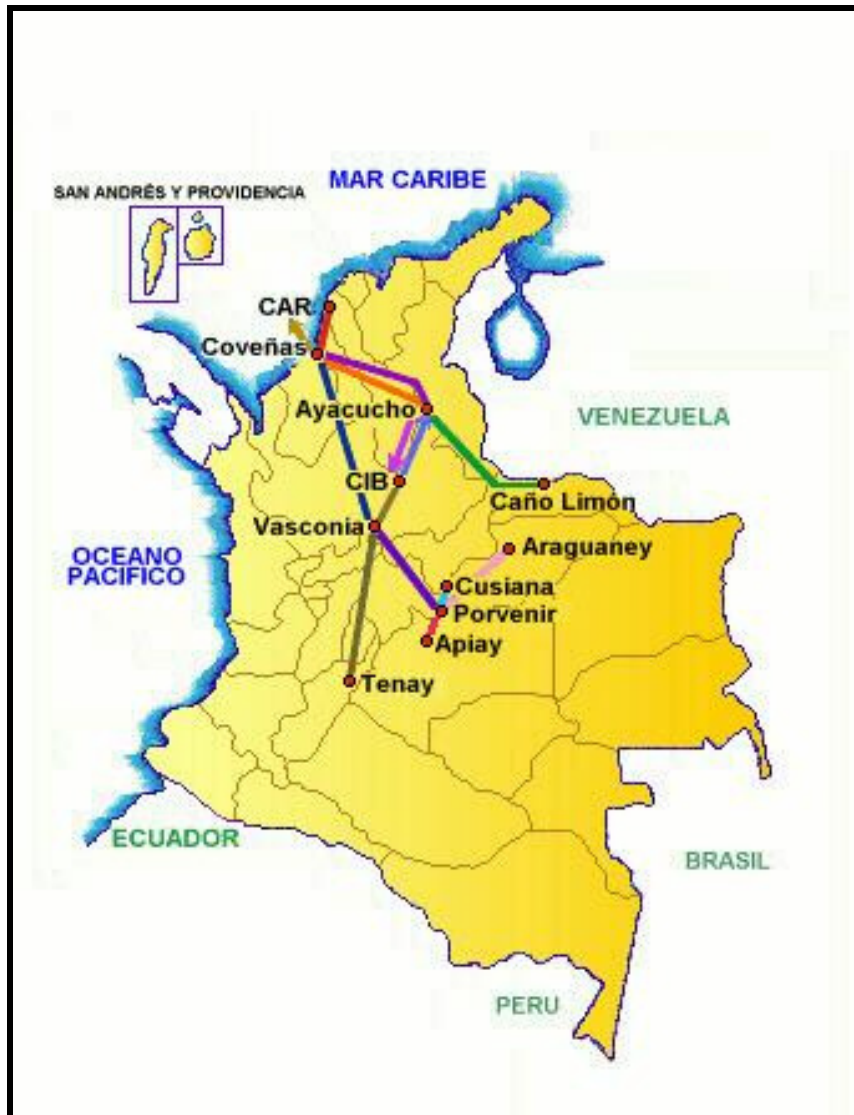 MAR CARIBE
SAN ANDRÉS Y PROVIDENCIA
CAR
Coveñas
Ayacucho
VENEZUELA
CIB
Caño Limón
Vasconia
Araguaney
OCEANO
PACIFICO
Cusiana
Porvenir
Apiay
Tenay
ECUADOR
BRASIL
PERU